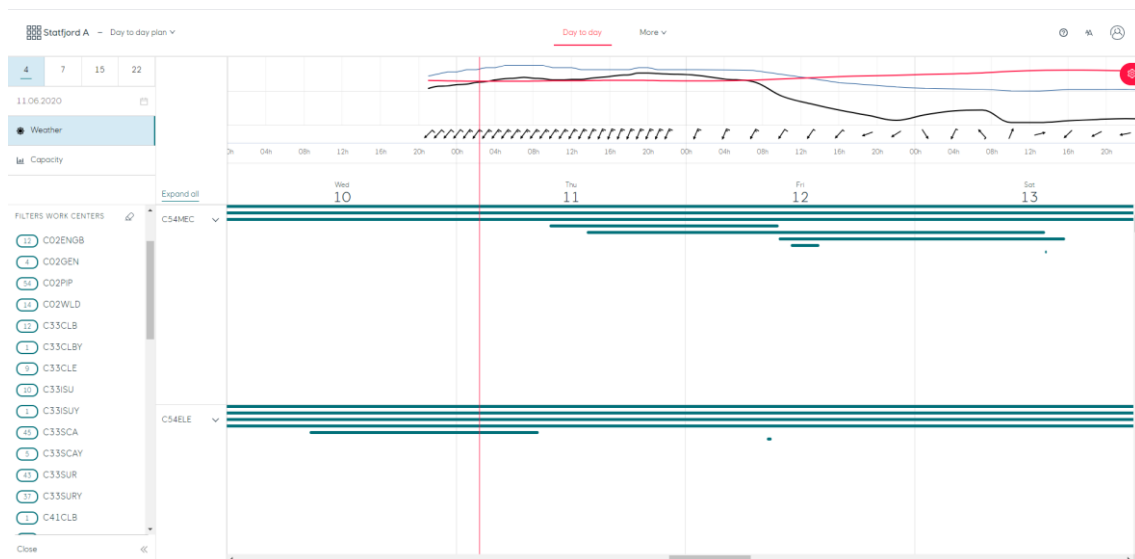 Statfjord A - Day to day plan
Day to day
More
4 7 15 22
11.06.2020
Weather
Capacity
04h 08h 12h 16h 20h 00h 04h 08h 12h 16h 20h 00h 04h 08h 12h 16h 20h 00h 04h 08h 12h 16h 20h
Wed Thu Fri Sat
Expand all
10 11 12 13
FILTERS WORK CENTERS
C54MEC
12 C02ENGB
4 C02GEN
54 C02PIP
14 C02WLD
12 C33CLB
1 C33CLBY
9 C33CLE
10 C33ISU
1 C33ISUY
45 C33SCA
5 C33SCAY
43 C33SUR
37 C33SURY
1 C41CLB
C54ELE
Close